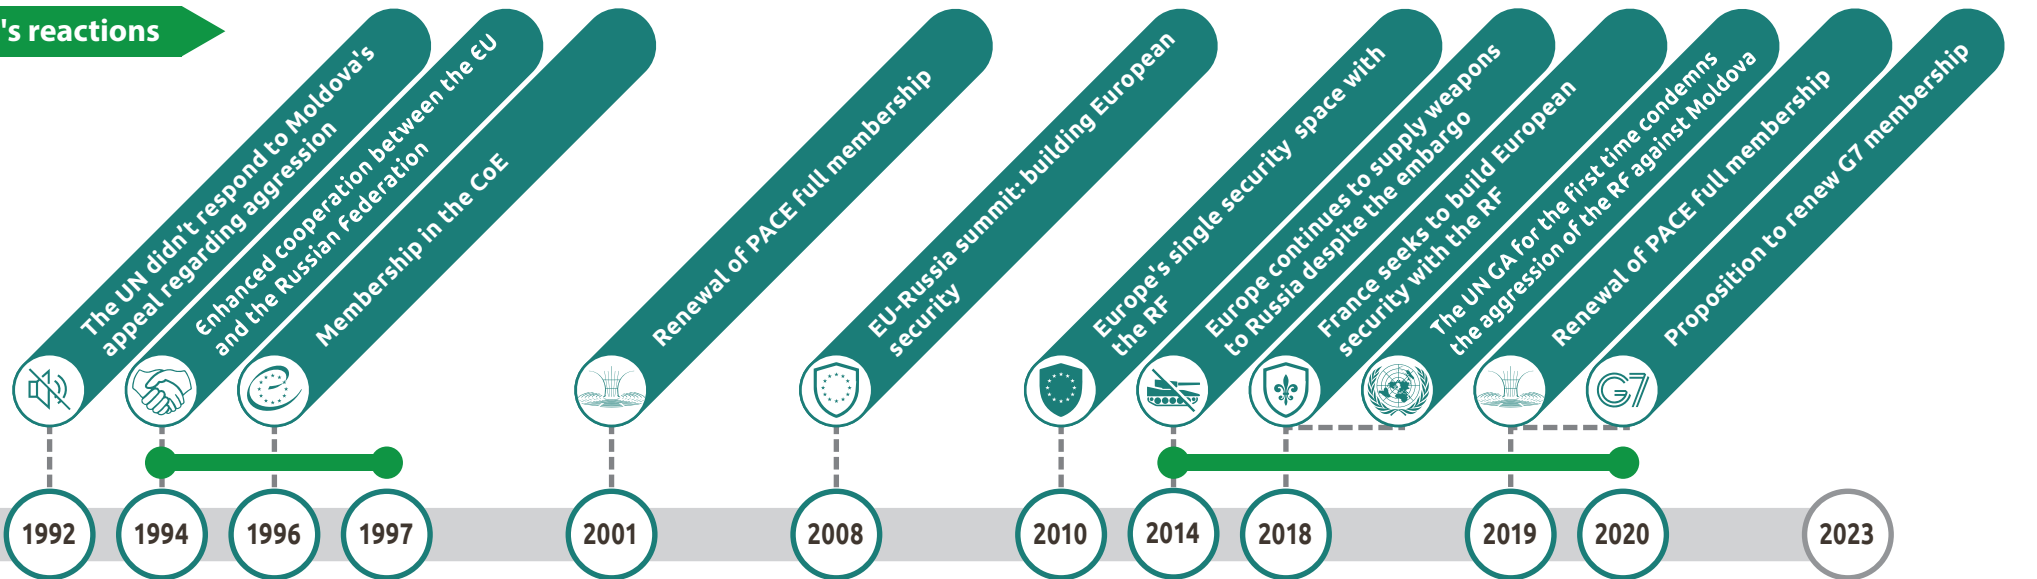 's reactions
The UN didn't respond to Moldova's
appeal regarding aggression
Enhanced cooperation between the EU
and the Russian Federation
Membership in the CoE
Renewal of PACE full membership
EU-Russia summit: building European
security
Europe's single security space with
the RF
Europe continues to supply weapons
to Russia despite the embargo
France seeks to build European
security with the RF
The UN GA for the first time condemns
the aggression of the RF against Moldova
Renewal of PACE full membership
Proposition to renew G7 membership
G7
1992
1994
1996
1997
2001
2008
2010
2014
2018
2019
2020
2023